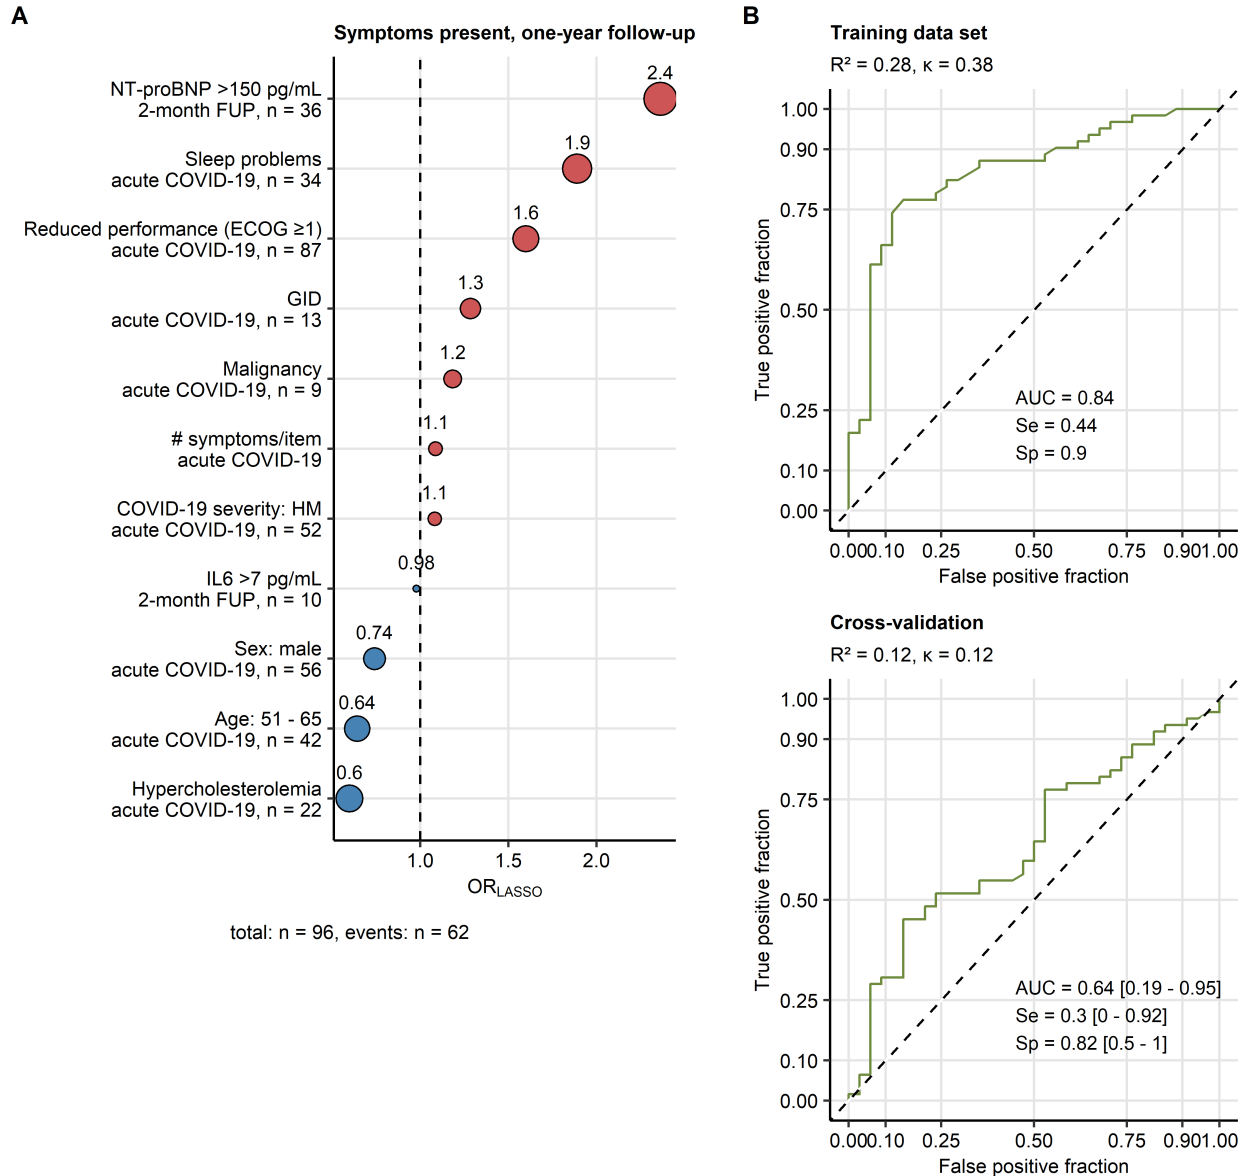 A
Symptoms present, one-year follow-up
NT-proBNP >150 pg/mL
2-month FUP, n = 36
2.4
Sleep problems
acute COVID-19, n = 34
1.9
Reduced performance (ECOG ≥1)
acute COVID-19, n = 87
1.6
GID
acute COVID-19, n = 13
1.3
Malignancy
acute COVID-19, n = 9
1.2
# symptoms/item
acute COVID-19
1.1
COVID-19 severity: HM
acute COVID-19, n = 52
1.1
IL6 >7 pg/mL
2-month FUP, n = 10
0.98
Sex: male
acute COVID-19, n = 56
0.74
Age: 51 - 65
acute COVID-19, n = 42
0.64
Hypercholesterolemia
acute COVID-19, n = 22
0.6
1.0 1.5 2.0
ORLASSO
total: n = 96, events: n = 62
B
Training data set
R² = 0.28, κ = 0.38
True positive fraction
1.00
0.90
0.75
0.50
0.25
0.10
0.00
AUC = 0.84
Se = 0.44
Sp = 0.9
0.00 0.10 0.25 0.50 0.75 0.90 1.00
False positive fraction
Cross-validation
R² = 0.12, κ = 0.12
True positive fraction
1.00
0.90
0.75
0.50
0.25
0.10
0.00
AUC = 0.64 [0.19 - 0.95]
Se = 0.3 [0 - 0.92]
Sp = 0.82 [0.5 - 1]
0.00 0.10 0.25 0.50 0.75 0.90 1.00
False positive fraction